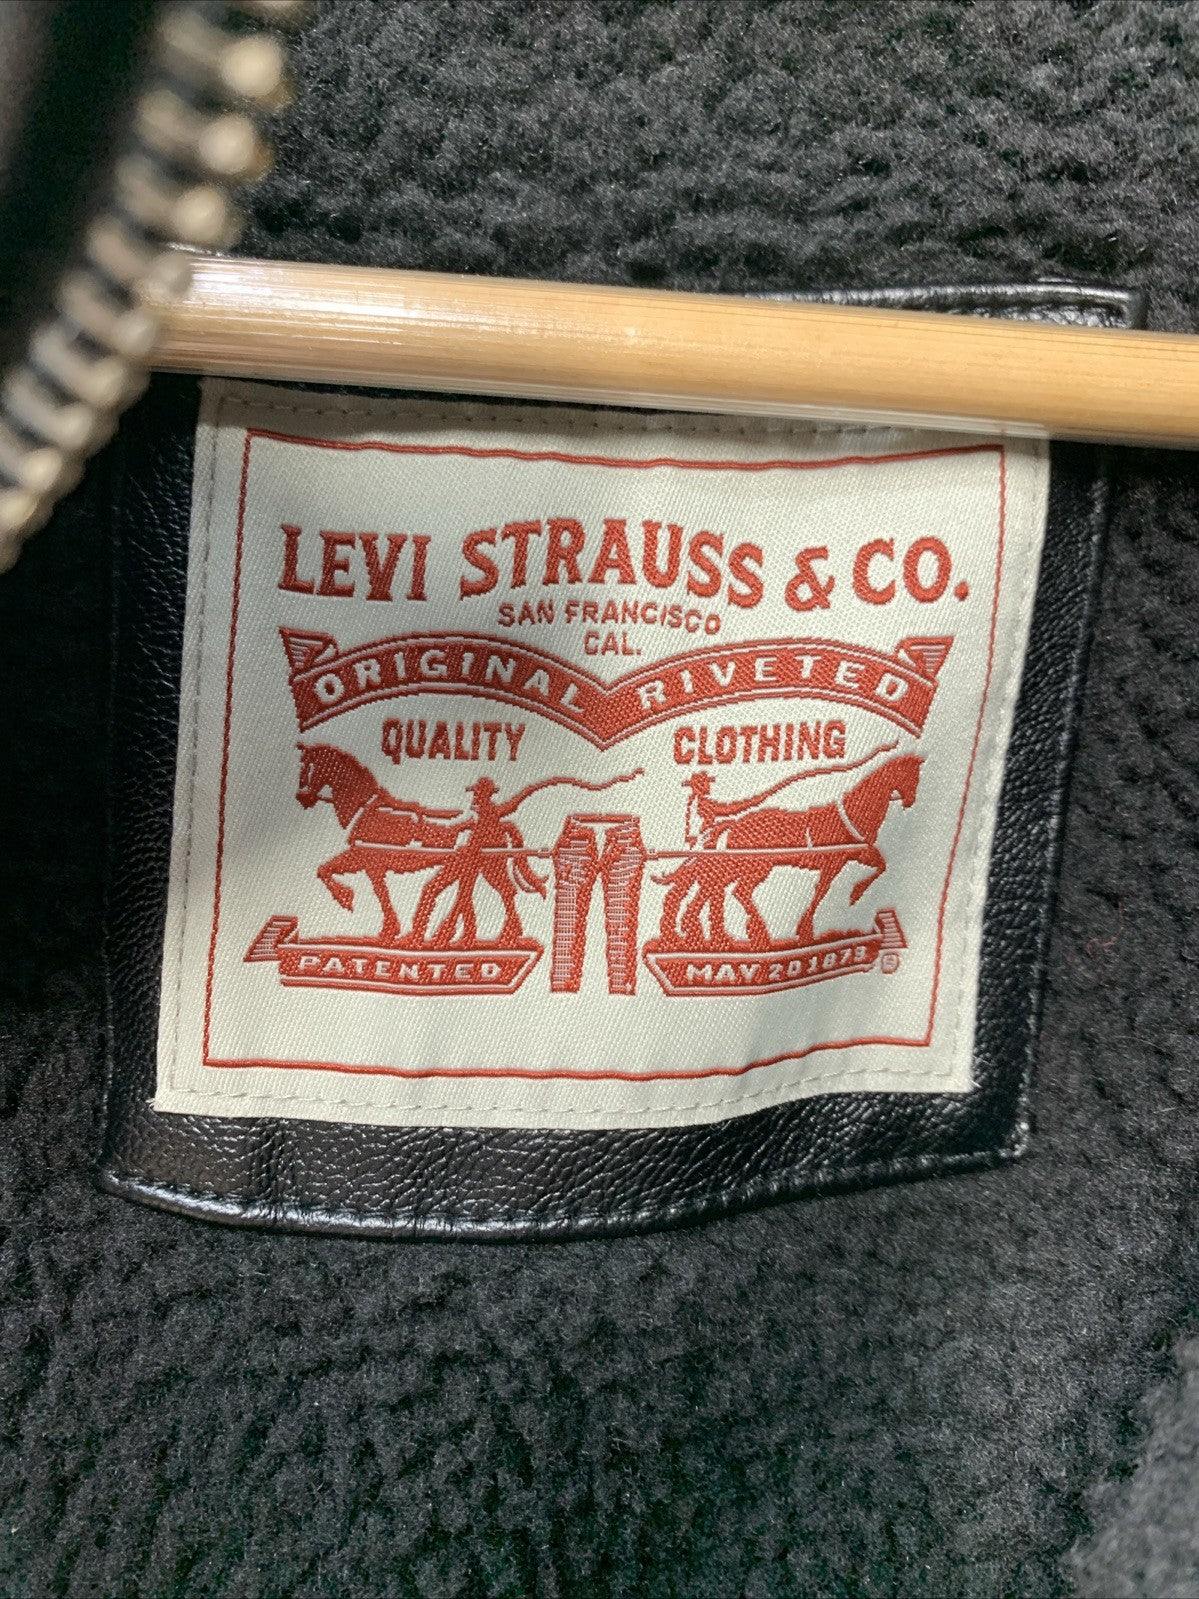 LEVI STRAUSS & CO.
SAN FRANCISCO
CAL.
ORIGINAL RIVETED
QUALITY CLOTHING
PATENTED MAY 20 1873